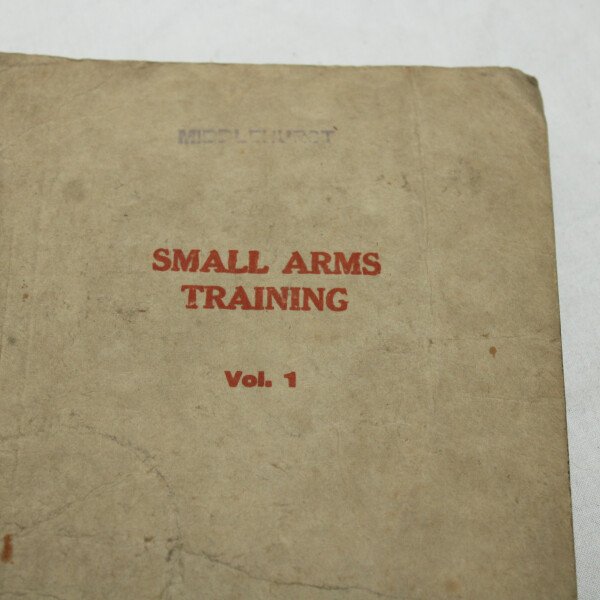 MIDDLEHURST
SMALL ARMS
TRAINING
Vol. 1